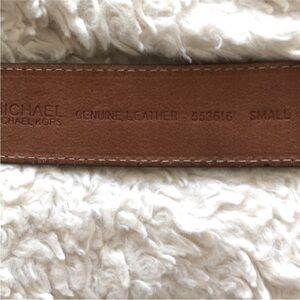 MICHAEL GENUINE LEATHER 553616 SMALL
MICHAEL KORS